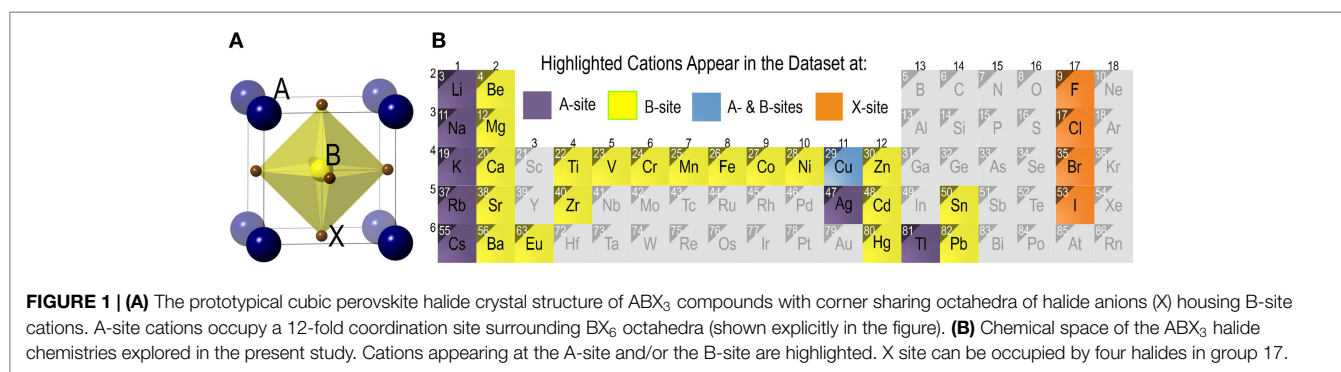 A
B
A
B
X
Highlighted Cations Appear in the Dataset at:
A-site B-site A- & B-sites X-site
1 2 3 4 5 6 7 8 9 10 11 12 13 14 15 16 17 18
2 3 Li 4 Be 5 B 6 C 7 N 8 O 9 F 10 Ne
3 11 Na 12 Mg 13 Al 14 Si 15 P 16 S 17 Cl 18 Ar
4 19 K 20 Ca 21 Sc 22 Ti 23 V 24 Cr 25 Mn 26 Fe 27 Co 28 Ni 29 Cu 30 Zn 31 Ga 32 Ge 33 As 34 Se 35 Br 36 Kr
5 37 Rb 38 Sr 39 Y 40 Zr 41 Nb 42 Mo 43 Tc 44 Ru 45 Rh 46 Pd 47 Ag 48 Cd 49 In 50 Sn 51 Sb 52 Te 53 I 54 Xe
6 55 Cs 56 Ba 63 Eu 72 Hf 73 Ta 74 W 75 Re 76 Os 77 Ir 78 Pt 79 Au 80 Hg 81 Tl 82 Pb 83 Bi 84 Po 85 At 86 Rn
FIGURE 1 | (A) The prototypical cubic perovskite halide crystal structure of ABX₃ compounds with corner sharing octahedra of halide anions (X) housing B-site
cations. A-site cations occupy a 12-fold coordination site surrounding BX₆ octahedra (shown explicitly in the figure). (B) Chemical space of the ABX₃ halide
chemistries explored in the present study. Cations appearing at the A-site and/or the B-site are highlighted. X site can be occupied by four halides in group 17.